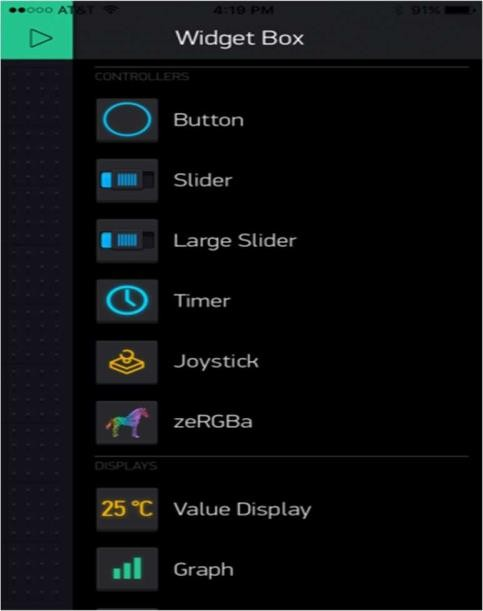 ●●○○○ AT&T 4:19 PM 91%
Widget Box
CONTROLLERS
Button
Slider
Large Slider
Timer
Joystick
zeRGBa
DISPLAYS
25 °C Value Display
Graph